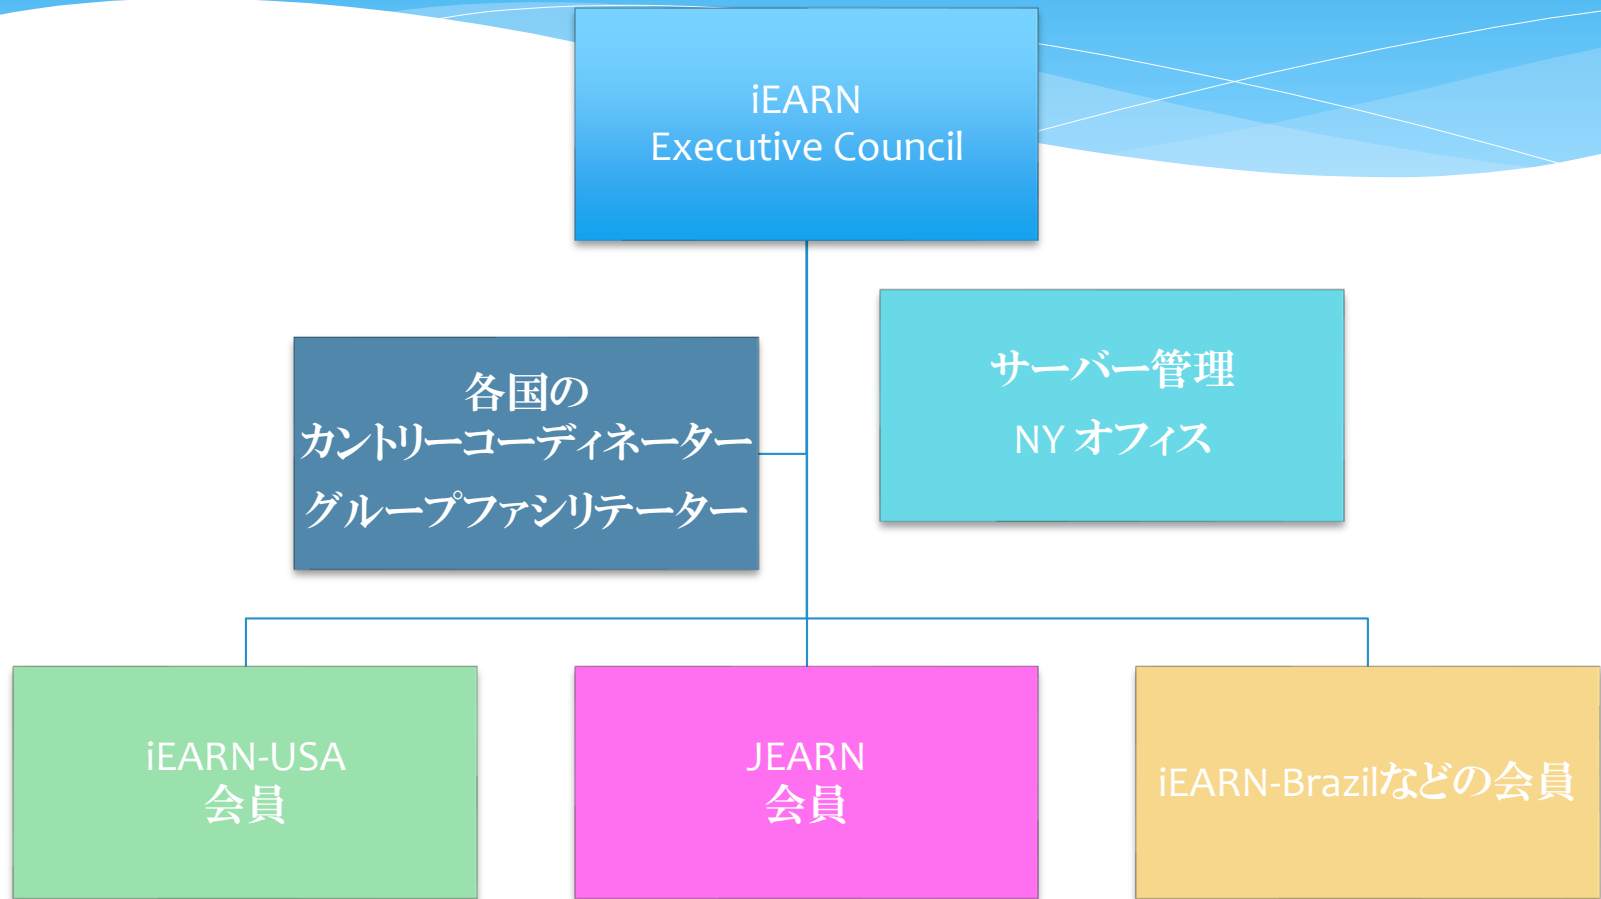 iEARN
Executive Council
各国の
カントリーコーディネーター
グループファシリテーター
サーバー管理
NY オフィス
iEARN-USA
会員
JEARN
会員
iEARN-Brazilなどの会員